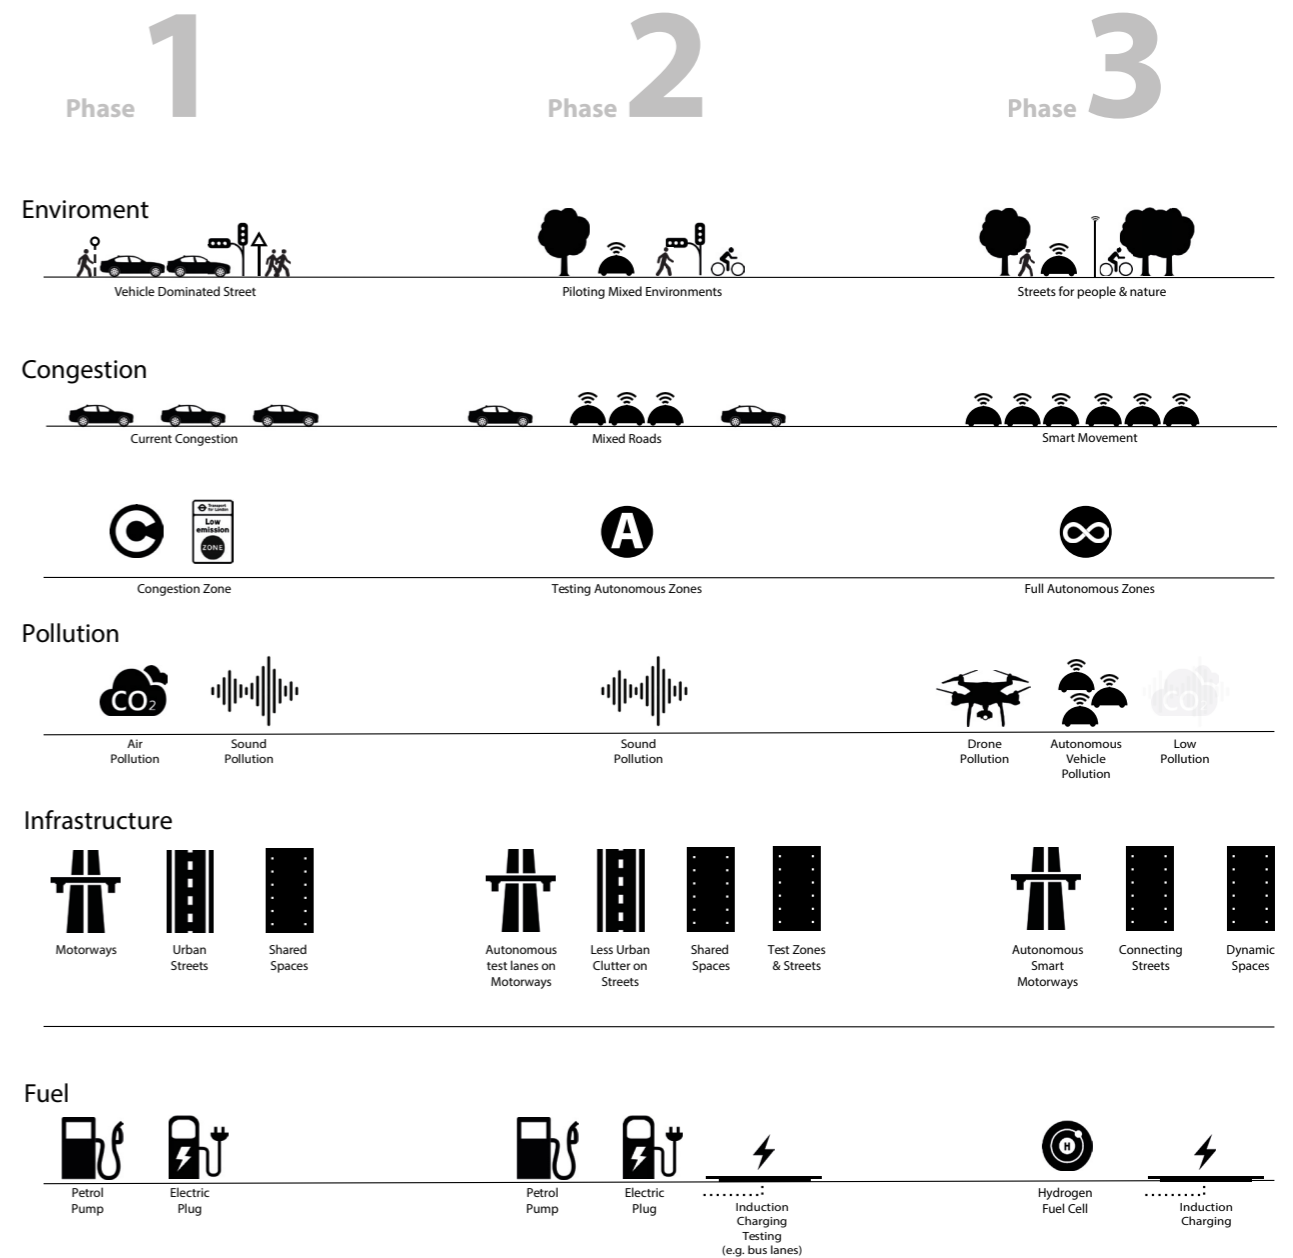 Phase 1
Phase 2
Phase 3
Enviroment
Vehicle Dominated Street
Piloting Mixed Environments
Streets for people & nature
Congestion
Current Congestion
Mixed Roads
Smart Movement
C
Transport
for London
Low
emission
ZONE
A
Congestion Zone
Testing Autonomous Zones
Full Autonomous Zones
Pollution
CO2
CO2
Air
Pollution
Sound
Pollution
Sound
Pollution
Drone
Pollution
Autonomous
Vehicle
Pollution
Low
Pollution
Infrastructure
Motorways
Urban
Streets
Shared
Spaces
Autonomous
test lanes on
Motorways
Less Urban
Clutter on
Streets
Shared
Spaces
Test Zones
& Streets
Autonomous
Smart
Motorways
Connecting
Streets
Dynamic
Spaces
Fuel
H
Petrol
Pump
Electric
Plug
Petrol
Pump
Electric
Plug
Induction
Charging
Testing
(e.g. bus lanes)
Hydrogen
Fuel Cell
Induction
Charging